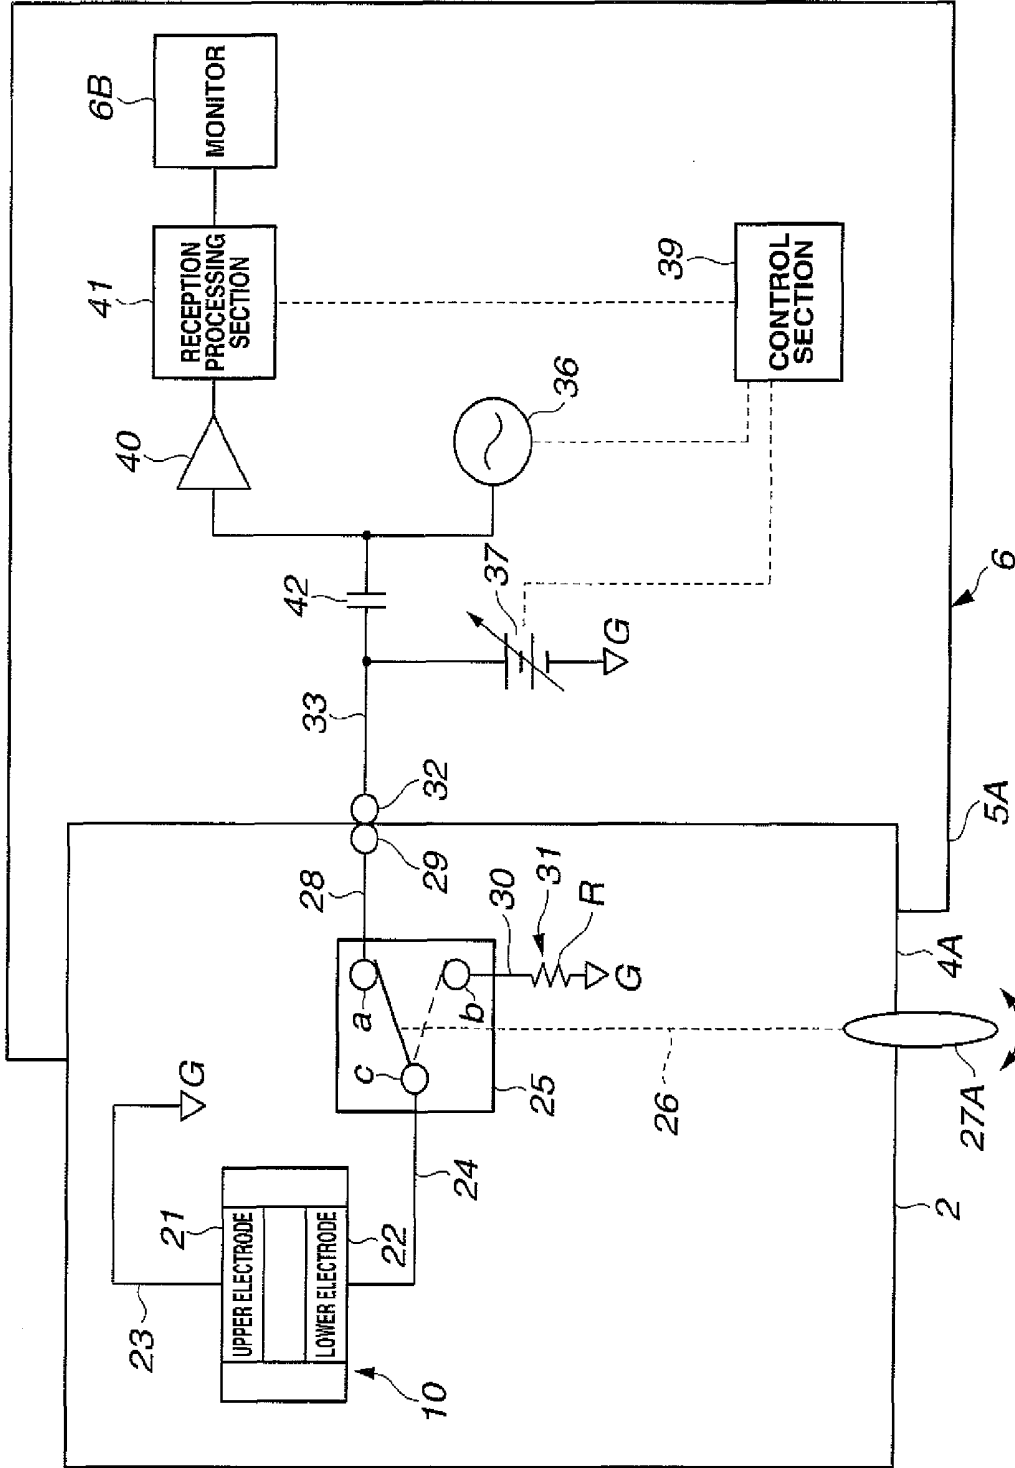 6B
MONITOR
41
RECEPTION
PROCESSING
SECTION
39
CONTROL
SECTION
40
36
42
37
G
6
33
32
5A
28
29
30
31
R
a
b
c
G
4A
25
26
27A
G
24
21
UPPER ELECTRODE
22
LOWER ELECTRODE
2
23
10